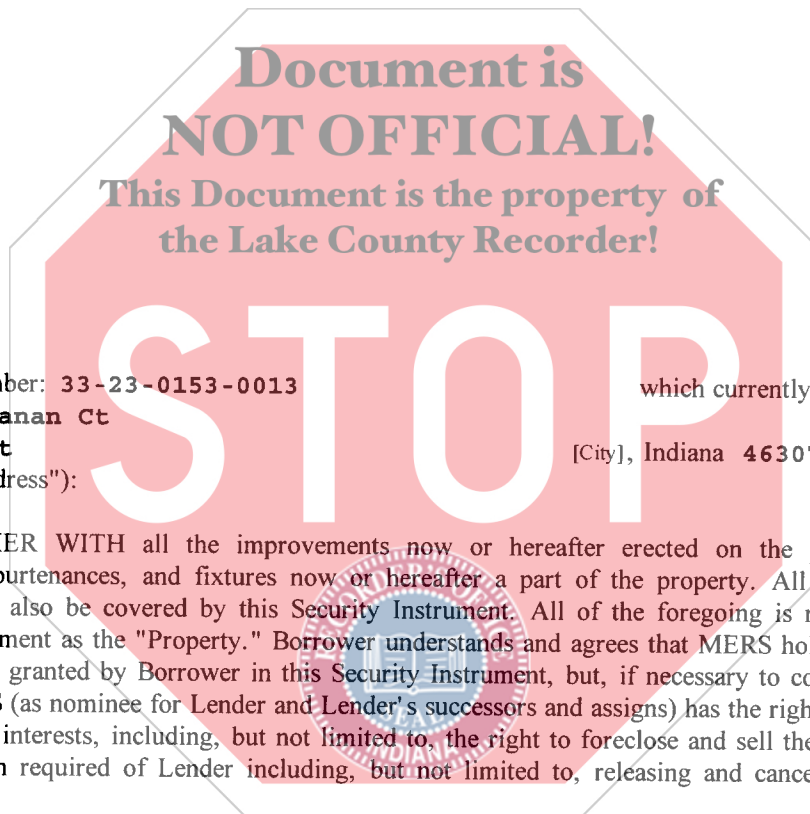 Document is
NOT OFFICIAL!
This Document is the property of
the Lake County Recorder!
STOP
ber: 33-23-0153-0013 which currently
anan Ct
t [City], Indiana 4630
dress"):
ER WITH all the improvements now or hereafter erected on the
ourtenances, and fixtures now or hereafter a part of the property. All
also be covered by this Security Instrument. All of the foregoing is r
ment as the "Property." Borrower understands and agrees that MERS ho
granted by Borrower in this Security Instrument, but, if necessary to co
S (as nominee for Lender and Lender's successors and assigns) has the righ
interests, including, but not limited to, the right to foreclose and sell the
n required of Lender including, but not limited to, releasing and cance
RECORDER'S OFFICE
SEAL
INDIANA